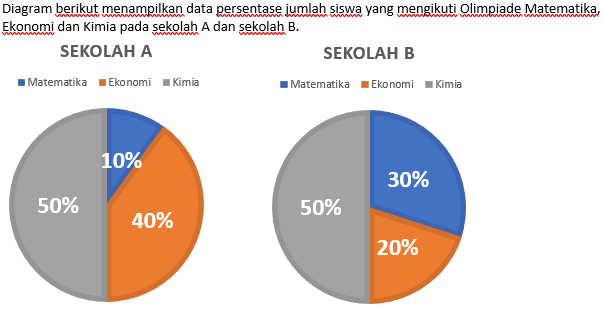 Diagram berikut menampilkan data persentase jumlah siswa yang mengikuti Olimpiade Matematika,
Ekonomi dan Kimia pada sekolah A dan sekolah B.
SEKOLAH A
Matematika Ekonomi Kimia
10%
50%
40%
SEKOLAH B
Matematika Ekonomi Kimia
30%
50%
20%